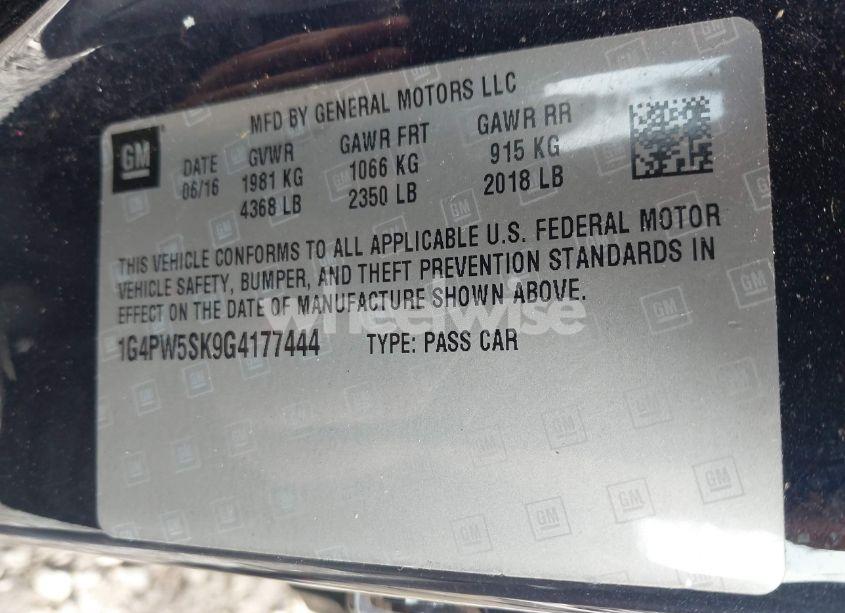 MFD BY GENERAL MOTORS LLC
GM
DATE GVWR GAWR FRT GAWR RR
06/16 1981 KG 1066 KG 915 KG
4368 LB 2350 LB 2018 LB
THIS VEHICLE CONFORMS TO ALL APPLICABLE U.S. FEDERAL MOTOR
VEHICLE SAFETY, BUMPER, AND THEFT PREVENTION STANDARDS IN
EFFECT ON THE DATE OF MANUFACTURE SHOWN ABOVE.
wheelwise
1G4PW5SK9G4177444 TYPE: PASS CAR